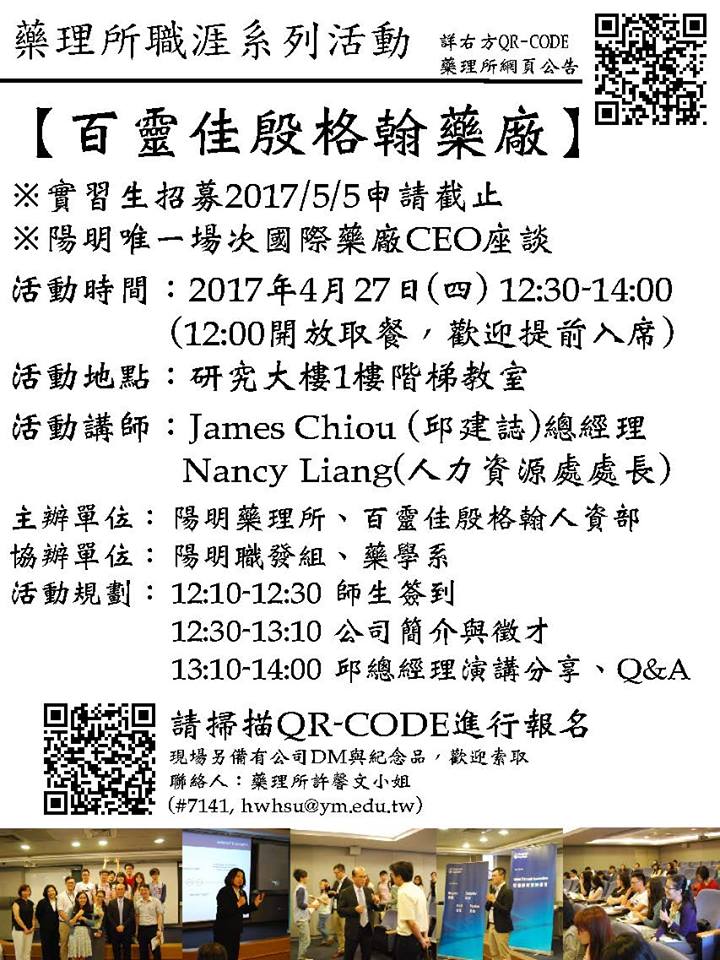 藥理所職涯系列活動
詳右方QR-CODE
藥理所網頁公告
【百靈佳殷格翰藥廠】
※實習生招募2017/5/5申請截止
※陽明唯一場次國際藥廠CEO座談
活動時間：2017年4月27日(四) 12:30-14:00
(12:00開放取餐，歡迎提前入席)
活動地點：研究大樓1樓階梯教室
活動講師：James Chiou (邱建誌)總經理
Nancy Liang(人力資源處處長)
主辦單位： 陽明藥理所、百靈佳殷格翰人資部
協辦單位： 陽明職發組、藥學系
活動規劃： 12:10-12:30 師生簽到
12:30-13:10 公司簡介與徵才
13:10-14:00 邱總經理演講分享、Q&A
請掃描QR-CODE進行報名
現場另備有公司DM與紀念品，歡迎索取
聯絡人：藥理所許馨文小姐
(#7141, hwhsu@ym.edu.tw)